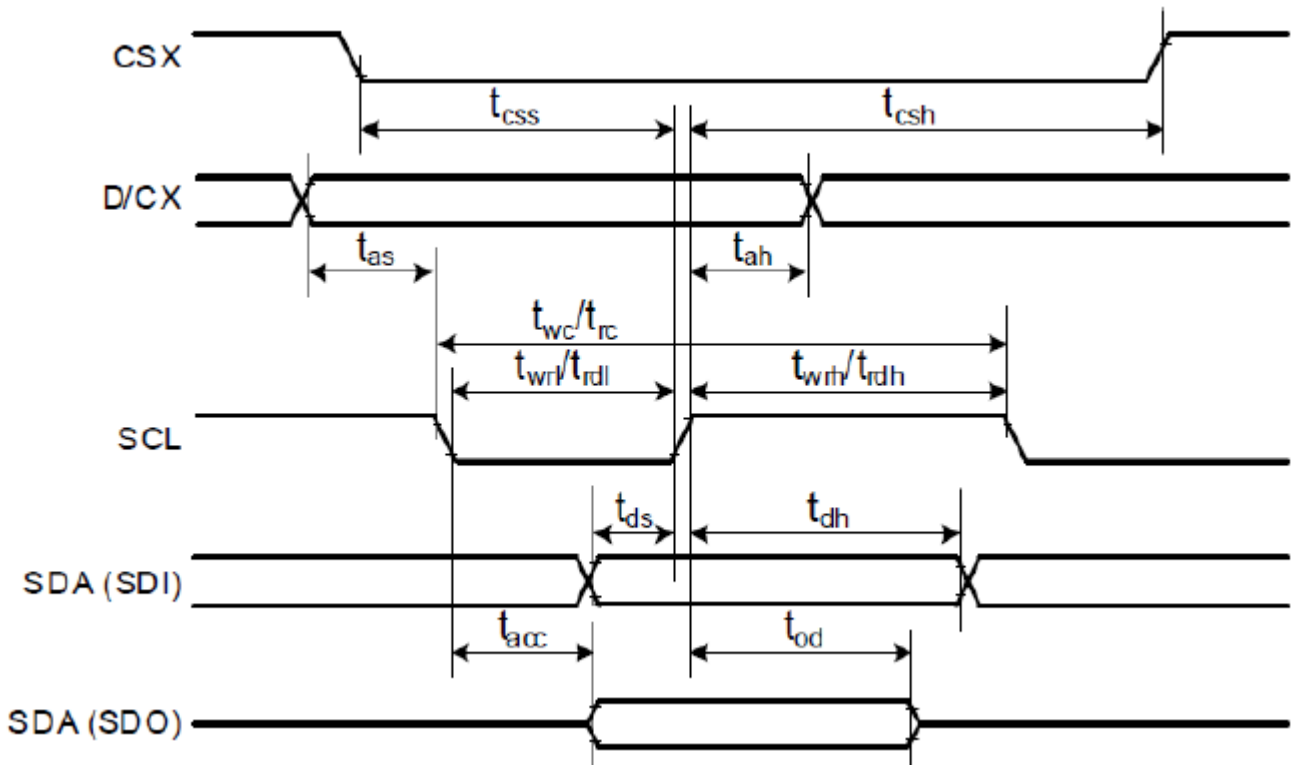 CSX
tcss
tcsh
D/CX
tas
tah
twc/trc
twrl/trdl
twrh/trdh
SCL
tds
tdh
SDA (SDI)
tacc
tod
SDA (SDO)